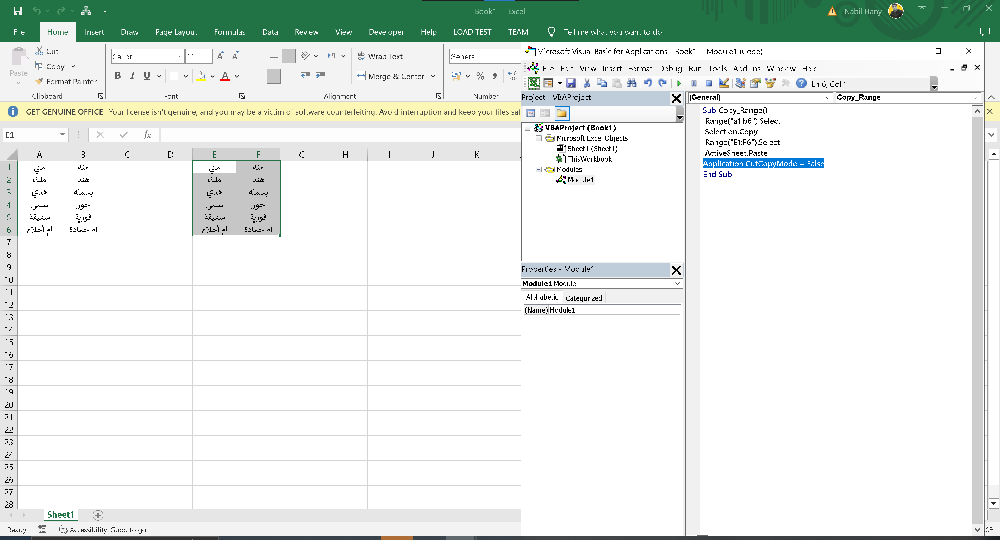 Book1 - Excel
Nabil Hany
File Home Insert Draw Page Layout Formulas Data Review View Developer Help LOAD TEST TEAM Tell me what you want to do
Paste
Cut
Copy
Format Painter
Clipboard
Calibri 11
B I U
Font
Wrap Text
Merge & Center
Alignment
General
%
Number
GET GENUINE OFFICE Your license isn't genuine, and you may be a victim of software counterfeiting. Avoid interruption and keep your files
E1
fx
A B C D E F G H I J K
1 مني منه مني منه
2 ملك هند ملك هند
3 هدي بسملة هدي بسملة
4 سلمي حور سلمي حور
5 شفيقة فوزية شفيقة فوزية
6 ام أحلام ام حمادة ام أحلام ام حمادة
7
8
9
10
11
12
13
14
15
16
17
18
19
20
21
22
23
24
25
26
27
28
Sheet1
Ready Accessibility: Good to go
Microsoft Visual Basic for Applications - Book1 - [Module1 (Code)]
File Edit View Insert Format Debug Run Tools Add-Ins Window Help
Ln 6, Col 1
Project - VBAProject
VBAProject (Book1)
Microsoft Excel Objects
Sheet1 (Sheet1)
ThisWorkbook
Modules
Module1
Properties - Module1
Module1 Module
Alphabetic Categorized
(Name) Module1
(General) Copy_Range
Sub Copy_Range()
Range("a1:b6").Select
Selection.Copy
Range("E1:F6").Select
ActiveSheet.Paste
Application.CutCopyMode = False
End Sub